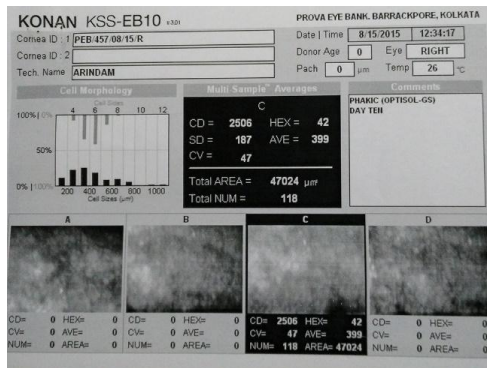 KONAN KSS-EB10
PROVA EYE BANK. BARRACKPORE, KOLKATA
Cornea ID : 1 PEB/457/08/15/R
Cornea ID : 2
Tech. Name ARINDAM
Date | Time 8/15/2015 12:34:17
Donor Age 0 Eye RIGHT
Pach 0 µm Temp 26 °C
Cell Morphology
Cell Sides
4 6 8 10 12
100% | 0%
50%
0% | 100%
200 400 600 800 1000
Cell Sizes (µm²)
Multi Sample Averages
C
CD = 2506 HEX = 42
SD = 187 AVE = 399
CV = 47
Total AREA = 47024 µm²
Total NUM = 118
Comments
PHAKIC (OPTISOL-GS)
DAY TEN
A
CD= 0 HEX= 0
CV= 0 AVE= 0
NUM= 0 AREA= 0
B
CD= 0 HEX= 0
CV= 0 AVE= 0
NUM= 0 AREA= 0
C
CD= 2506 HEX= 42
CV= 47 AVE= 399
NUM= 118 AREA= 47024
D
CD= 0 HEX= 0
CV= 0 AVE= 0
NUM= 0 AREA= 0